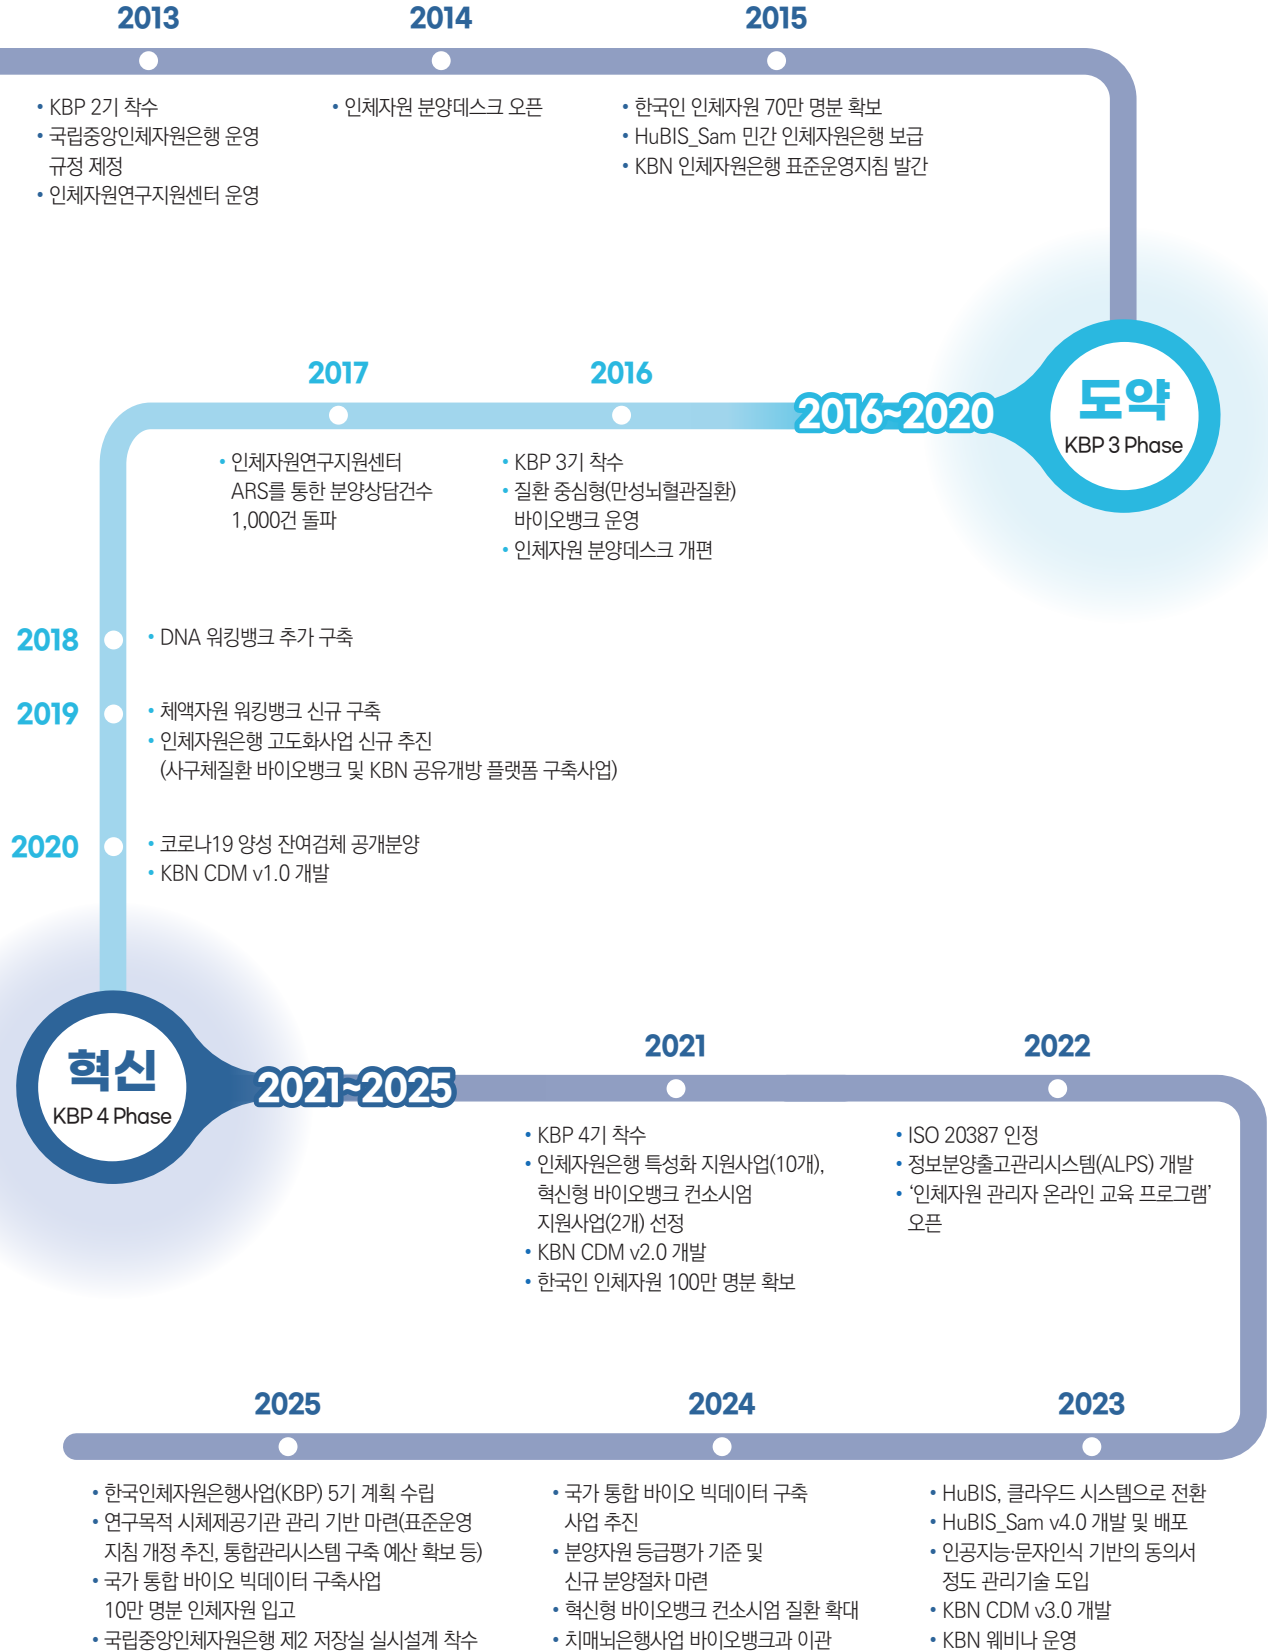 2013
• KBP 2기 착수
• 국립중앙인체자원은행 운영
규정 제정
• 인체자원연구지원센터 운영
2014
• 인체자원 분양데스크 오픈
2015
• 한국인 인체자원 70만 명분 확보
• HuBIS_Sam 민간 인체자원은행 보급
• KBN 인체자원은행 표준운영지침 발간
도약
KBP 3 Phase
2016~2020
2016
• KBP 3기 착수
• 질환 중심형(만성뇌혈관질환)
바이오뱅크 운영
• 인체자원 분양데스크 개편
2017
• 인체자원연구지원센터
ARS를 통한 분양상담건수
1,000건 돌파
2018
• DNA 워킹뱅크 추가 구축
2019
• 체액자원 워킹뱅크 신규 구축
• 인체자원은행 고도화사업 신규 추진
(사구체질환 바이오뱅크 및 KBN 공유개방 플랫폼 구축사업)
2020
• 코로나19 양성 잔여검체 공개분양
• KBN CDM v1.0 개발
혁신
KBP 4 Phase
2021~2025
2021
• KBP 4기 착수
• 인체자원은행 특성화 지원사업(10개),
혁신형 바이오뱅크 컨소시엄
지원사업(2개) 선정
• KBN CDM v2.0 개발
• 한국인 인체자원 100만 명분 확보
2022
• ISO 20387 인정
• 정보분양출고관리시스템(ALPS) 개발
• ‘인체자원 관리자 온라인 교육 프로그램’
오픈
2023
• HuBIS, 클라우드 시스템으로 전환
• HuBIS_Sam v4.0 개발 및 배포
• 인공지능·문자인식 기반의 동의서
정도 관리기술 도입
• KBN CDM v3.0 개발
• KBN 웨비나 운영
2024
• 국가 통합 바이오 빅데이터 구축
사업 추진
• 분양자원 등급평가 기준 및
신규 분양절차 마련
• 혁신형 바이오뱅크 컨소시엄 질환 확대
• 치매뇌은행사업 바이오뱅크과 이관
2025
• 한국인체자원은행사업(KBP) 5기 계획 수립
• 연구목적 시체제공기관 관리 기반 마련(표준운영
지침 개정 추진, 통합관리시스템 구축 예산 확보 등)
• 국가 통합 바이오 빅데이터 구축사업
10만 명분 인체자원 입고
• 국립중앙인체자원은행 제2 저장실 실시설계 착수